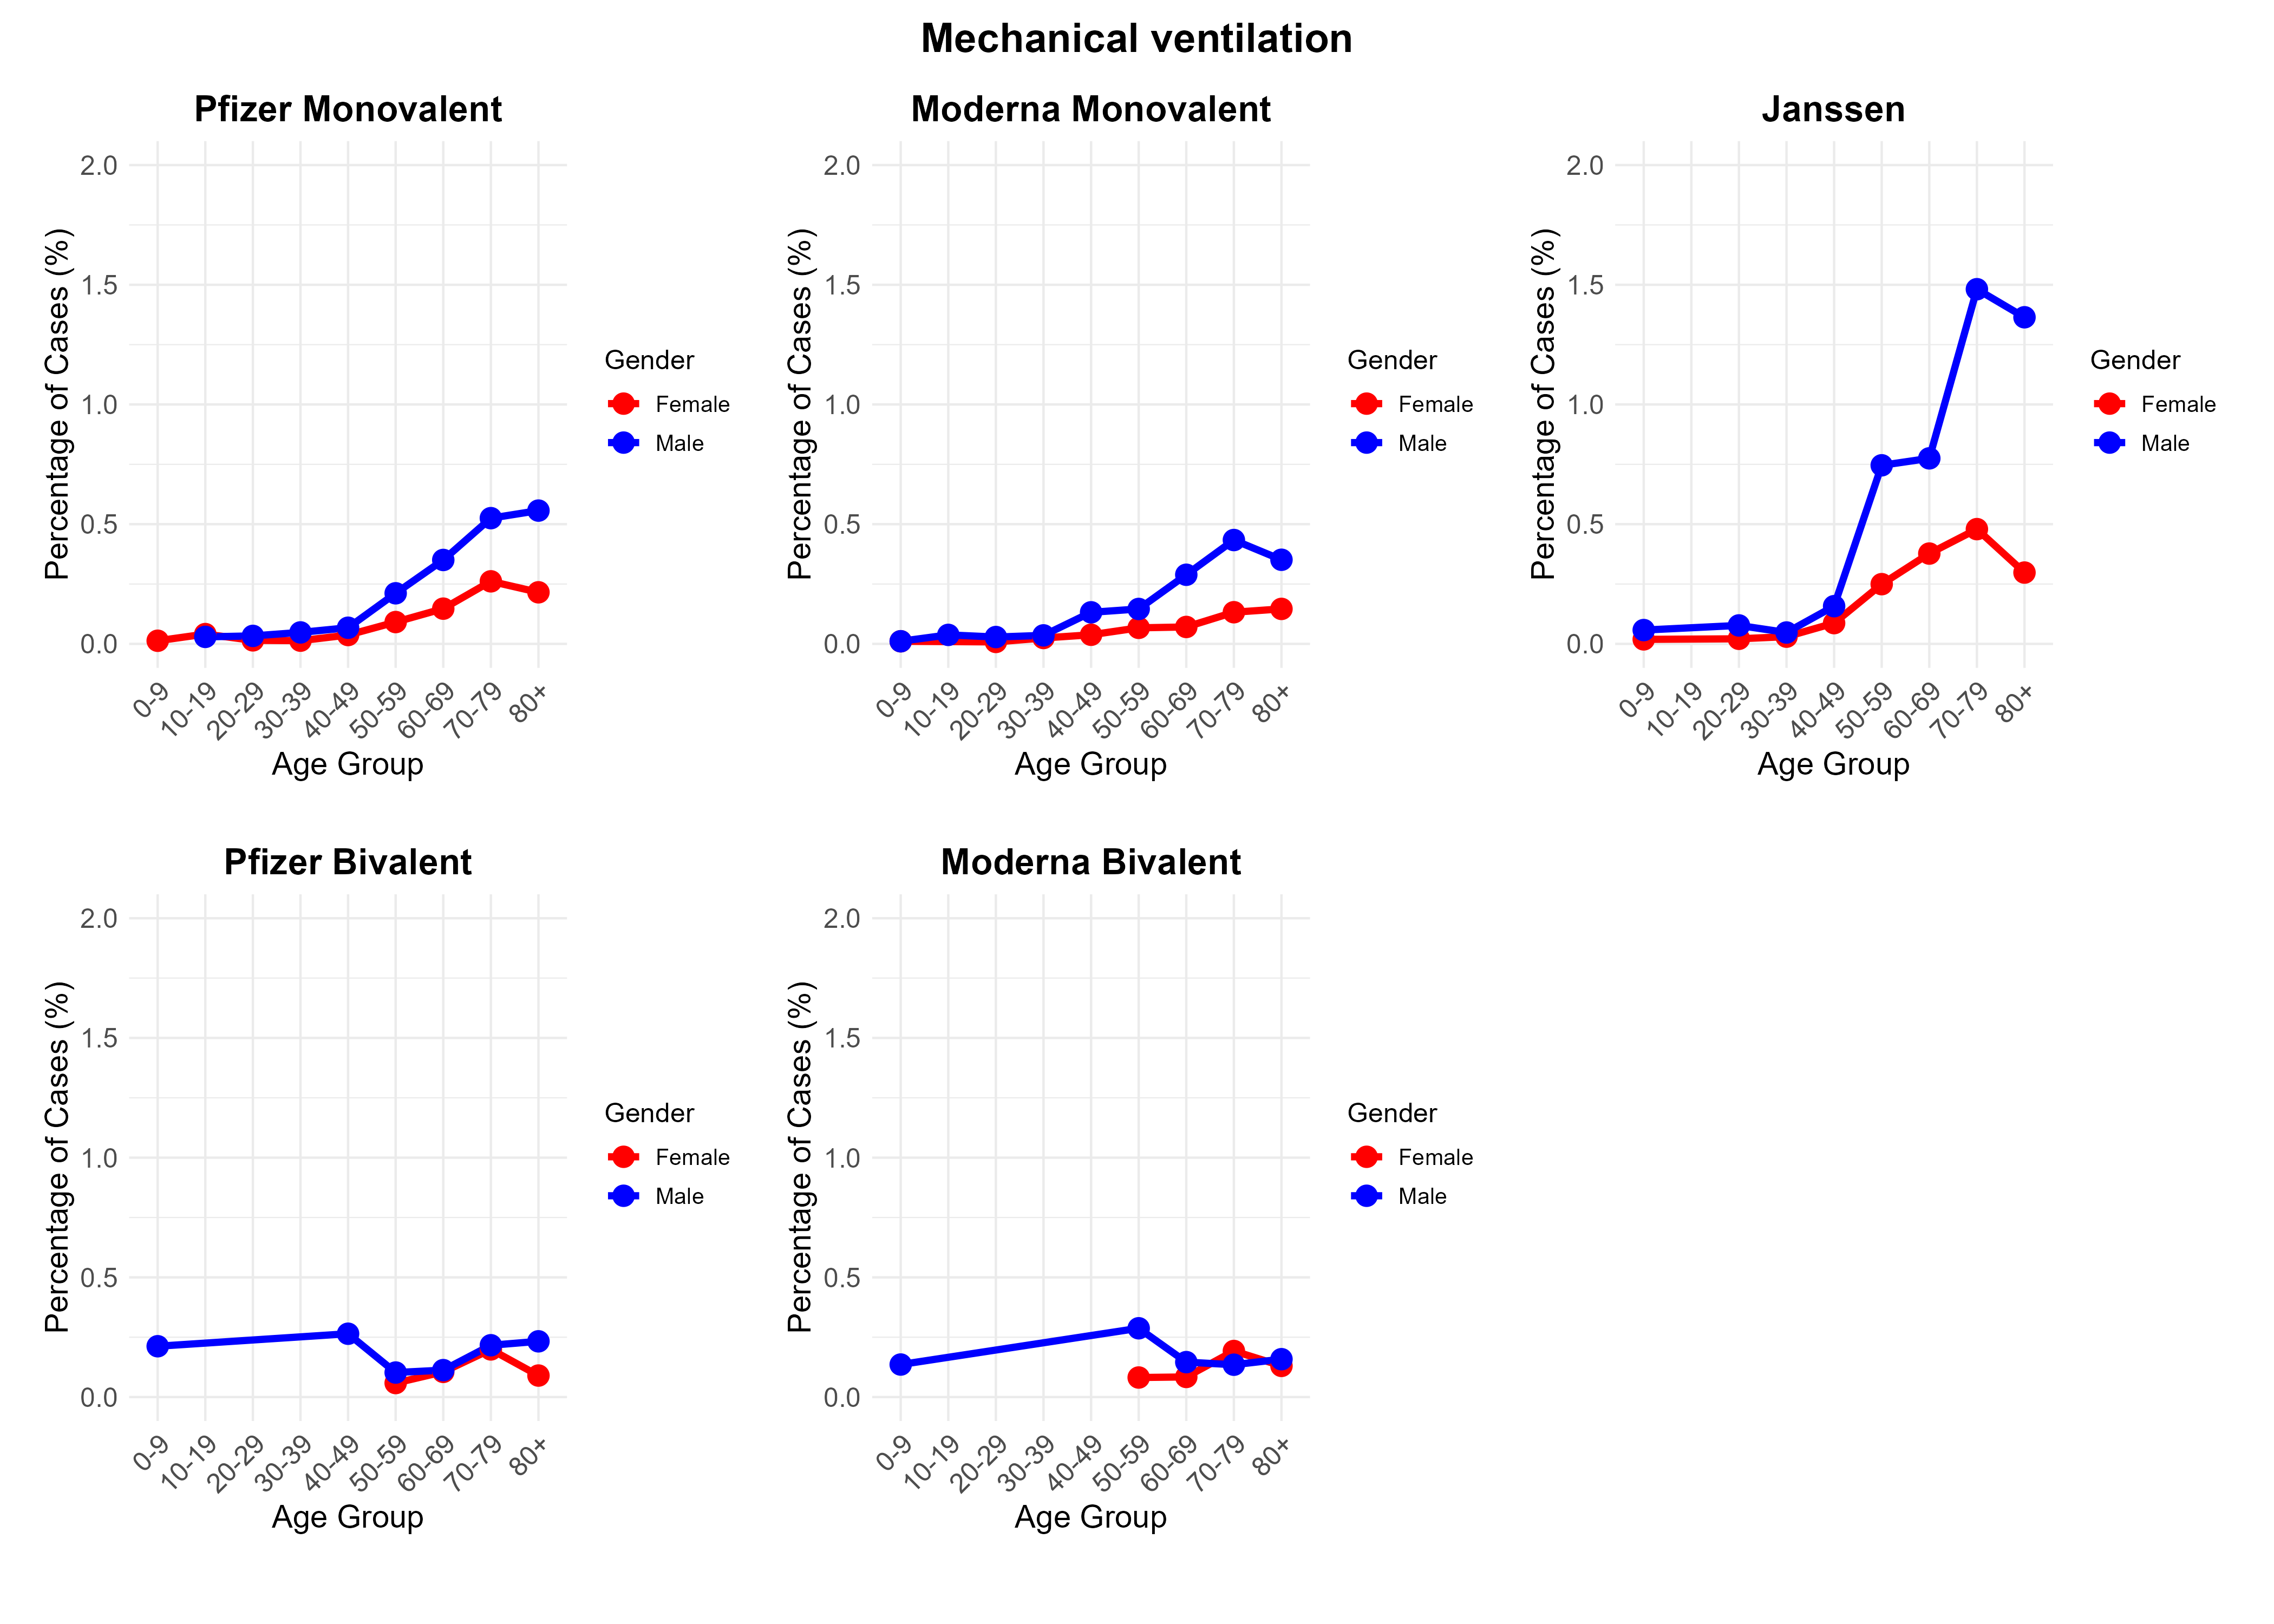 Mechanical ventilation
Pfizer Monovalent
Percentage of Cases (%)
2.0
1.5
1.0
0.5
0.0
0-9
10-19
20-29
30-39
40-49
50-59
60-69
70-79
80+
Age Group
Gender
Female
Male
Moderna Monovalent
Percentage of Cases (%)
2.0
1.5
1.0
0.5
0.0
0-9
10-19
20-29
30-39
40-49
50-59
60-69
70-79
80+
Age Group
Gender
Female
Male
Janssen
Percentage of Cases (%)
2.0
1.5
1.0
0.5
0.0
0-9
10-19
20-29
30-39
40-49
50-59
60-69
70-79
80+
Age Group
Gender
Female
Male
Pfizer Bivalent
Percentage of Cases (%)
2.0
1.5
1.0
0.5
0.0
0-9
10-19
20-29
30-39
40-49
50-59
60-69
70-79
80+
Age Group
Gender
Female
Male
Moderna Bivalent
Percentage of Cases (%)
2.0
1.5
1.0
0.5
0.0
0-9
10-19
20-29
30-39
40-49
50-59
60-69
70-79
80+
Age Group
Gender
Female
Male